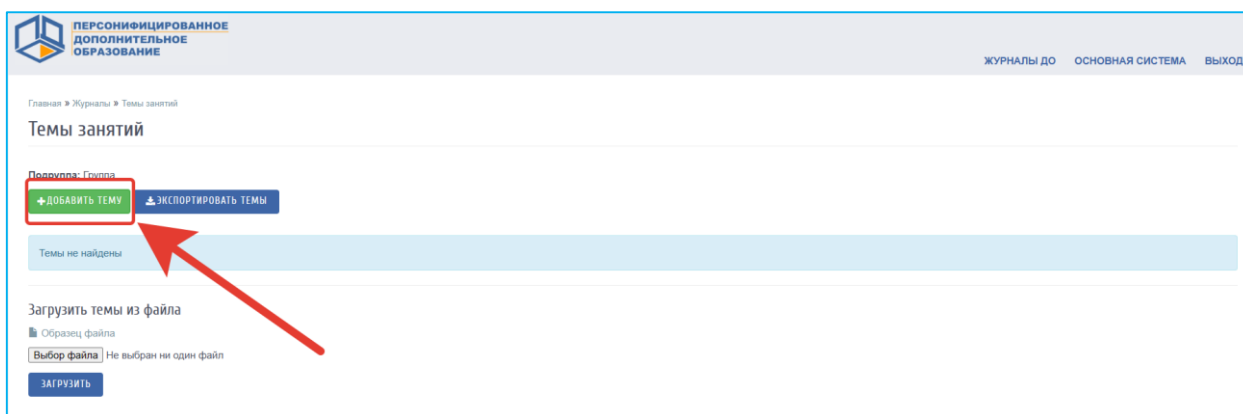 ПЕРСОНИФИЦИРОВАННОЕ
ДОПОЛНИТЕЛЬНОЕ
ОБРАЗОВАНИЕ
ЖУРНАЛЫ ДО ОСНОВНАЯ СИСТЕМА ВЫХОД
Главная » Журналы » Темы занятий
Темы занятий
Подгруппа: Группа
+ДОБАВИТЬ ТЕМУ ЭКСПОРТИРОВАТЬ ТЕМЫ
Темы не найдены
Загрузить темы из файла
Образец файла
Выбор файла Не выбран ни один файл
ЗАГРУЗИТЬ